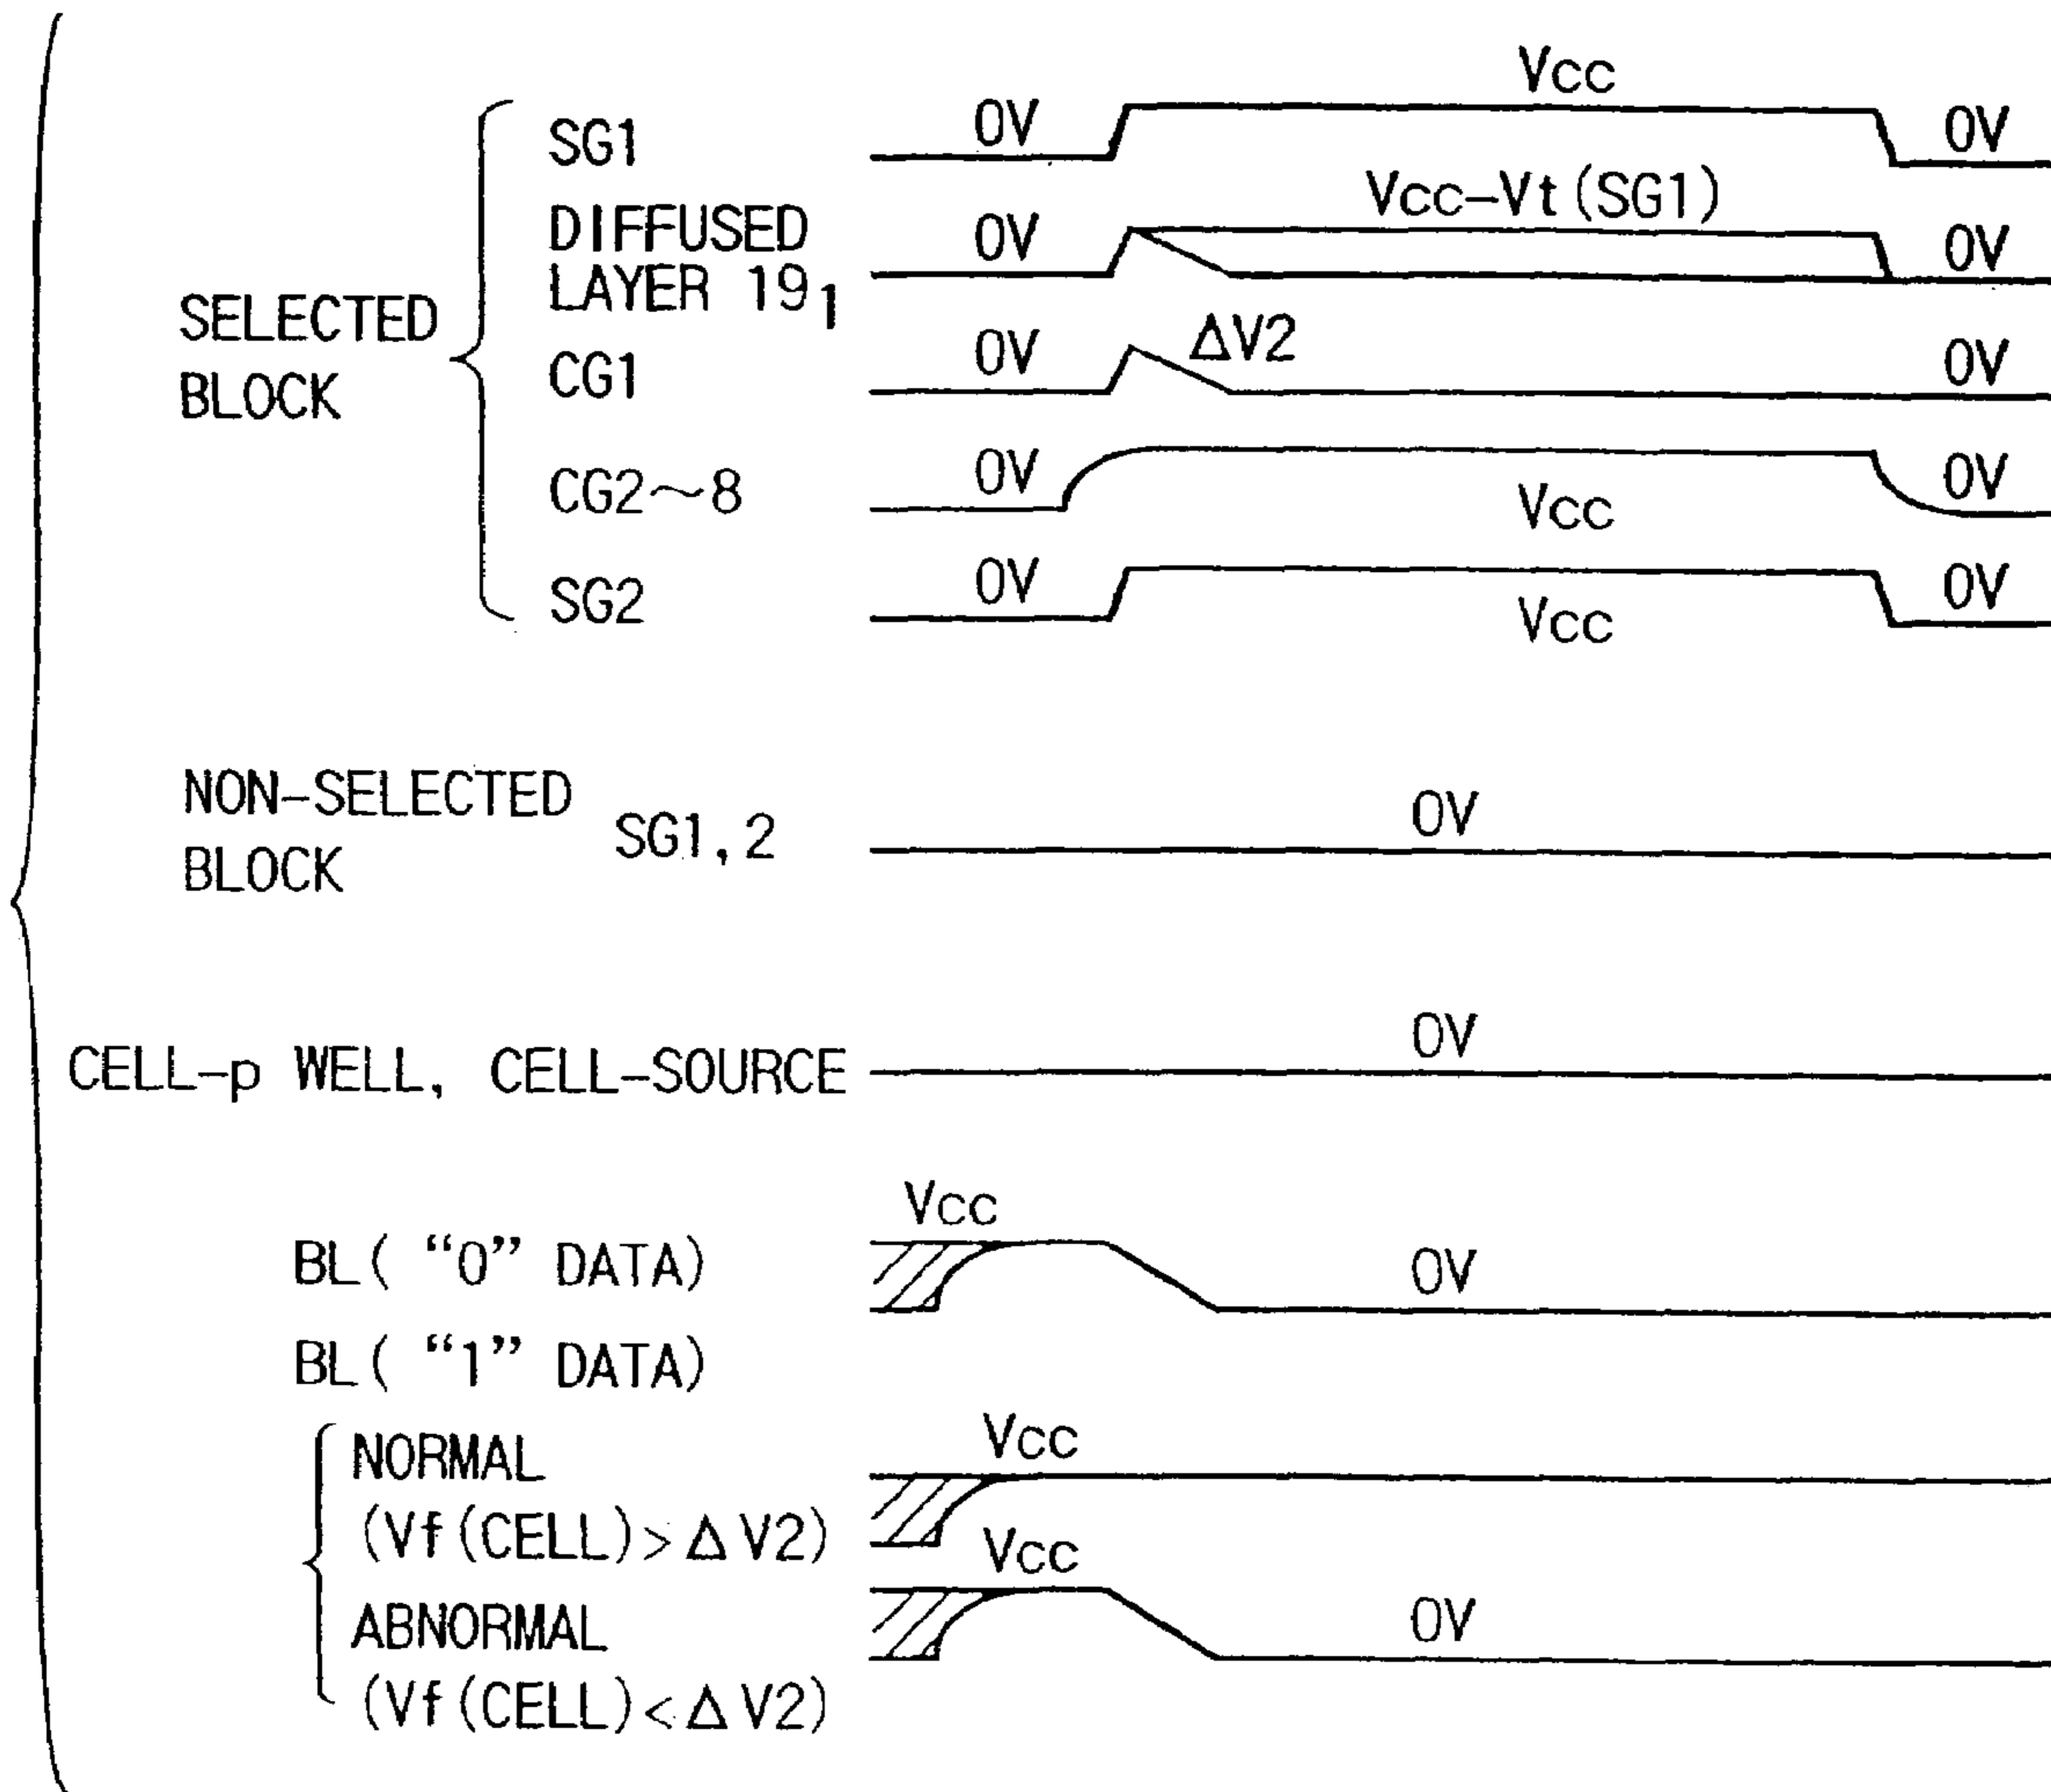 SELECTED
BLOCK
SG1 0V Vcc 0V
DIFFUSED
LAYER 19₁ 0V Vcc–Vt(SG1) 0V
CG1 0V ΔV2 0V
CG2~8 0V Vcc 0V
SG2 0V Vcc 0V
NON–SELECTED
BLOCK
SG1,2 0V
CELL–p WELL, CELL–SOURCE 0V
BL( “0” DATA) Vcc 0V
BL( “1” DATA)
NORMAL Vcc
(Vf(CELL)>ΔV2)
ABNORMAL Vcc 0V
(Vf(CELL)<ΔV2)